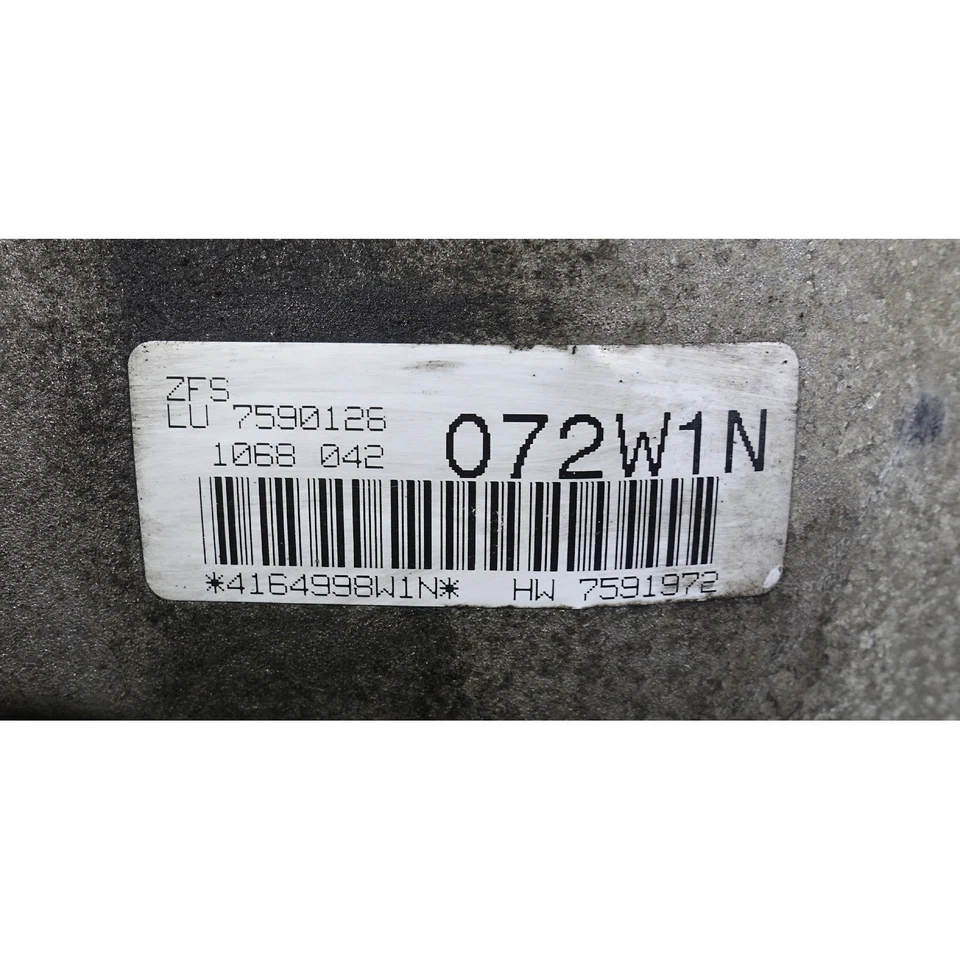 ZFS
LU 7590126
1068 042
072W1N
*4164998W1N* HW 7591972